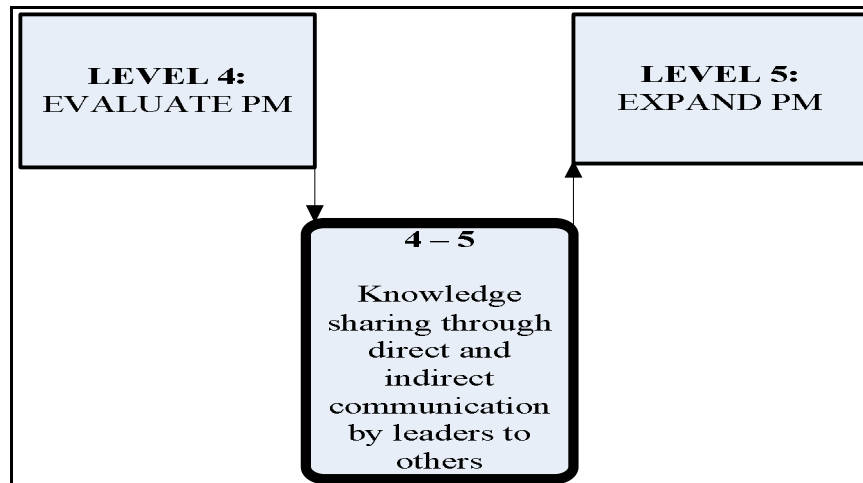 LEVEL 4:
EVALUATE PM
LEVEL 5:
EXPAND PM
4 – 5
Knowledge
sharing through
direct and
indirect
communication
by leaders to
others